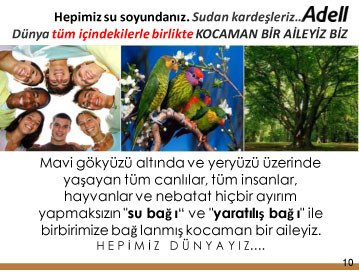 Hepimiz su soyundanız. Sudan kardeşleriz..Adell
Dünya tüm içindekilerle birlikte KOCAMAN BİR AİLEYİZ BİZ
Mavi gökyüzü altında ve yeryüzü üzerinde
yaşayan tüm canlılar, tüm insanlar,
hayvanlar ve nebatat hiçbir ayırım
yapmaksızın "su bağı" ve "yaratılış bağı" ile
birbirimize bağlanmış kocaman bir aileyiz.
HEPİMİZ DÜNYAYIZ....
10